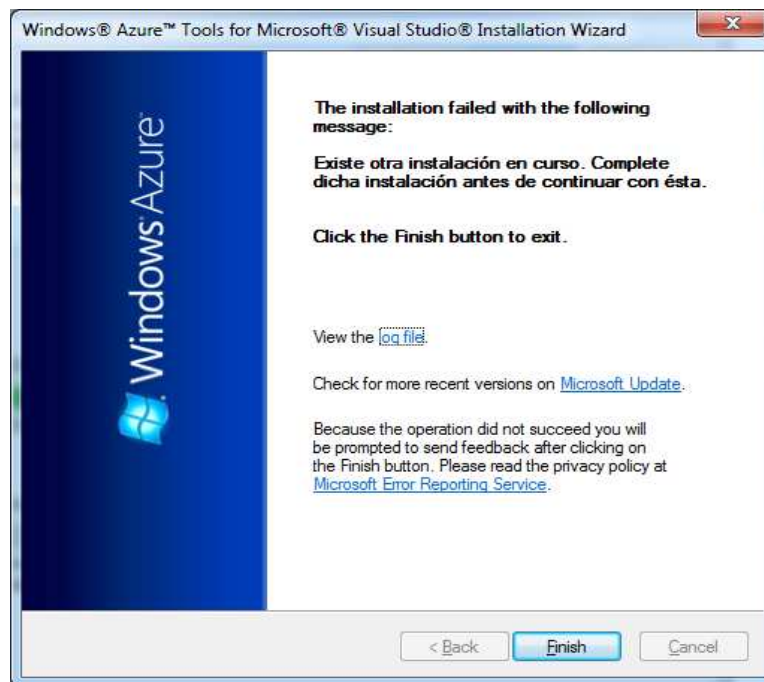 Windows® Azure™ Tools for Microsoft® Visual Studio® Installation Wizard
Windows Azure™
The installation failed with the following
message:
Existe otra instalación en curso. Complete
dicha instalación antes de continuar con ésta.
Click the Finish button to exit.
View the log file.
Check for more recent versions on Microsoft Update.
Because the operation did not succeed you will
be prompted to send feedback after clicking on
the Finish button. Please read the privacy policy at
Microsoft Error Reporting Service.
< Back
Finish
Cancel